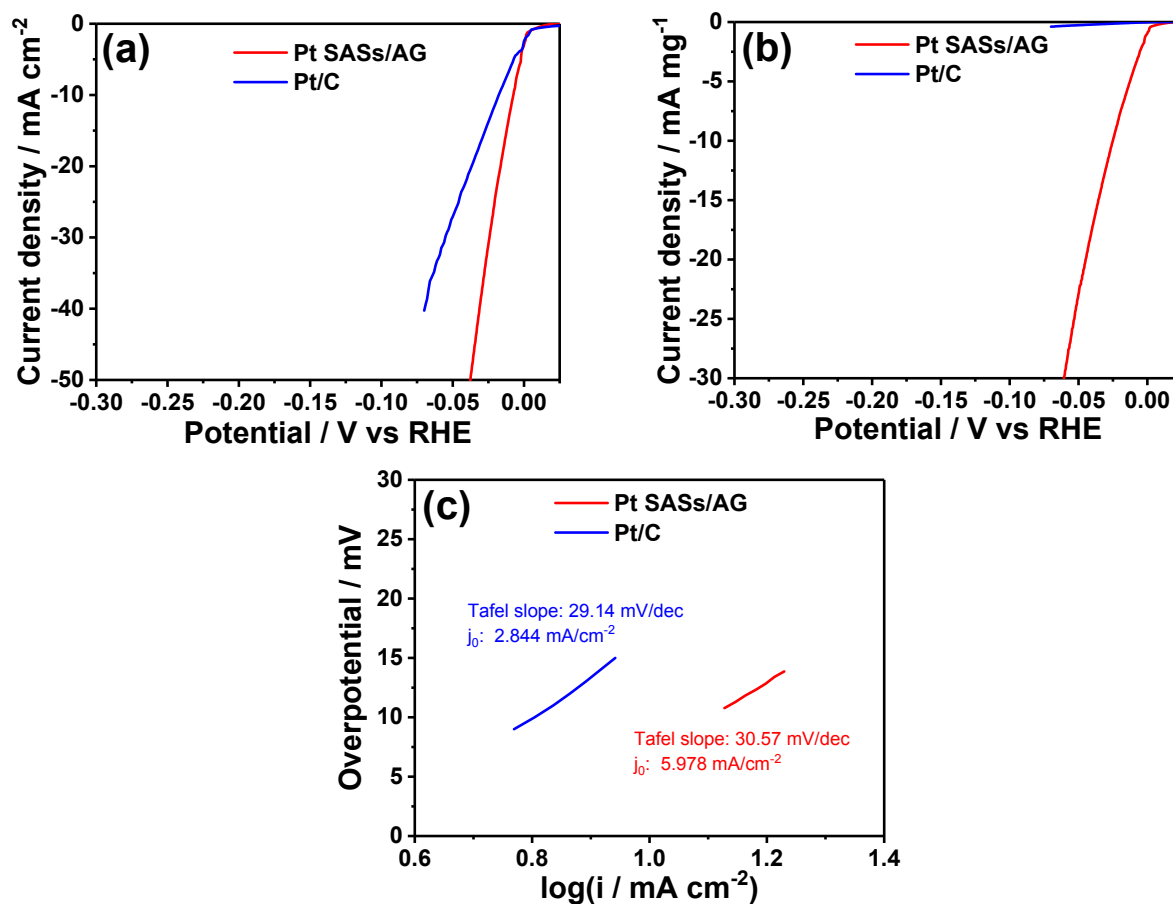 (a)
Pt SASs/AG
Pt/C
Current density / mA cm⁻²
0
-10
-20
-30
-40
-50
-0.30 -0.25 -0.20 -0.15 -0.10 -0.05 0.00
Potential / V vs RHE
(b)
Pt SASs/AG
Pt/C
Current density / mA mg⁻¹
0
-5
-10
-15
-20
-25
-30
-0.30 -0.25 -0.20 -0.15 -0.10 -0.05 0.00
Potential / V vs RHE
(c)
Pt SASs/AG
Pt/C
Overpotential / mV
30
25
20
15
10
5
0
Tafel slope: 29.14 mV/dec
j₀: 2.844 mA/cm⁻²
Tafel slope: 30.57 mV/dec
j₀: 5.978 mA/cm⁻²
0.6 0.8 1.0 1.2 1.4
log(i / mA cm⁻²)